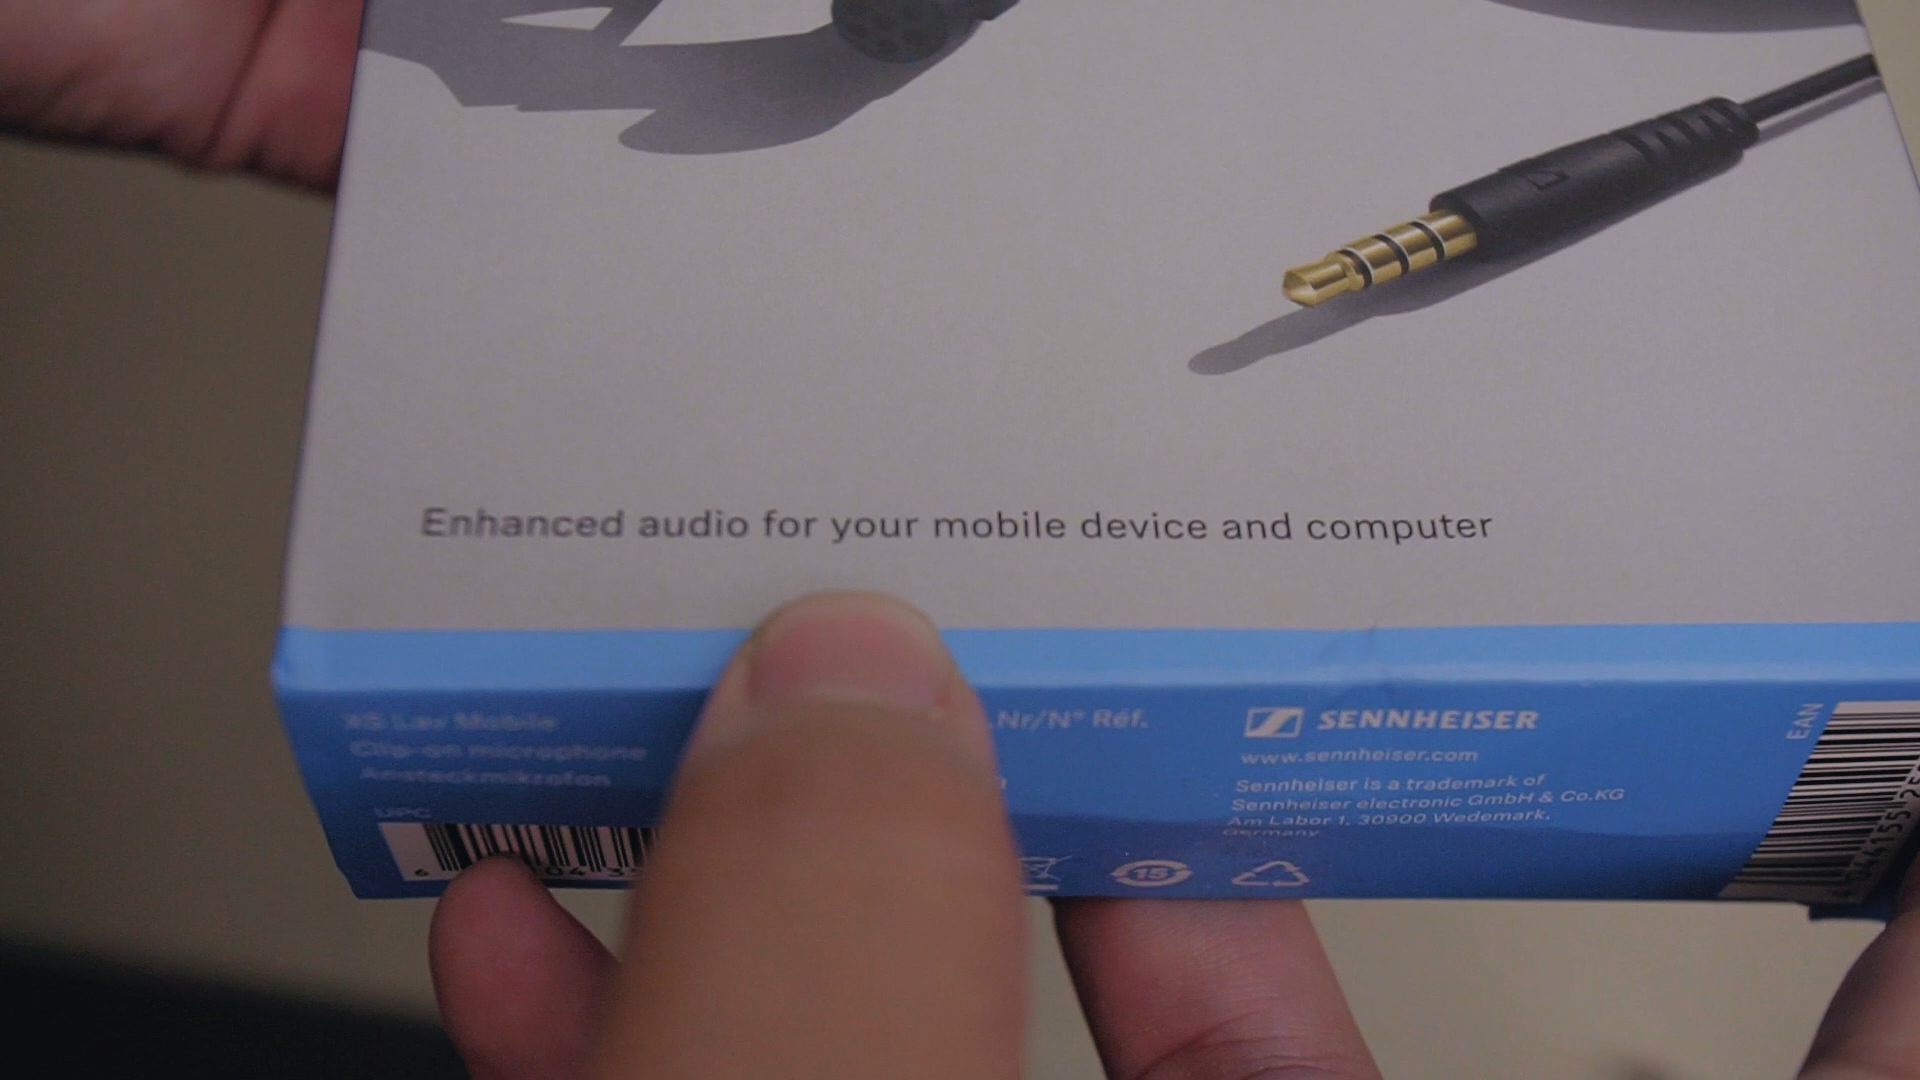 Enhanced audio for your mobile device and computer
XS Lav Mobile
Clip-on microphone
Ansteckmikrofon
UPC
.Nr/N° Réf.
SENNHEISER
www.sennheiser.com
Sennheiser is a trademark of
Sennheiser electronic GmbH & Co.KG
Am Labor 1, 30900 Wedemark,
Germany
EAN
15